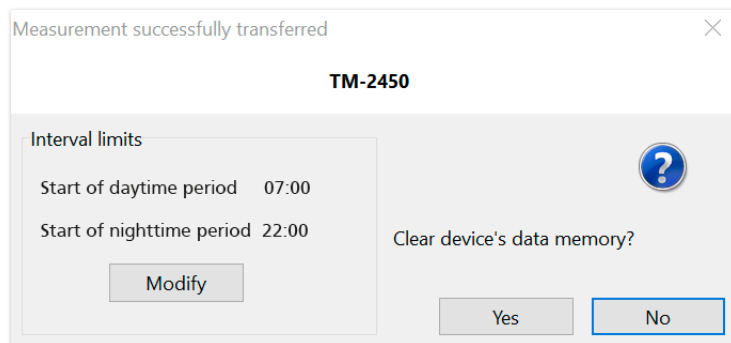 Measurement successfully transferred
TM-2450
Interval limits
Start of daytime period 07:00
Start of nighttime period 22:00
Modify
?
Clear device's data memory?
Yes
No